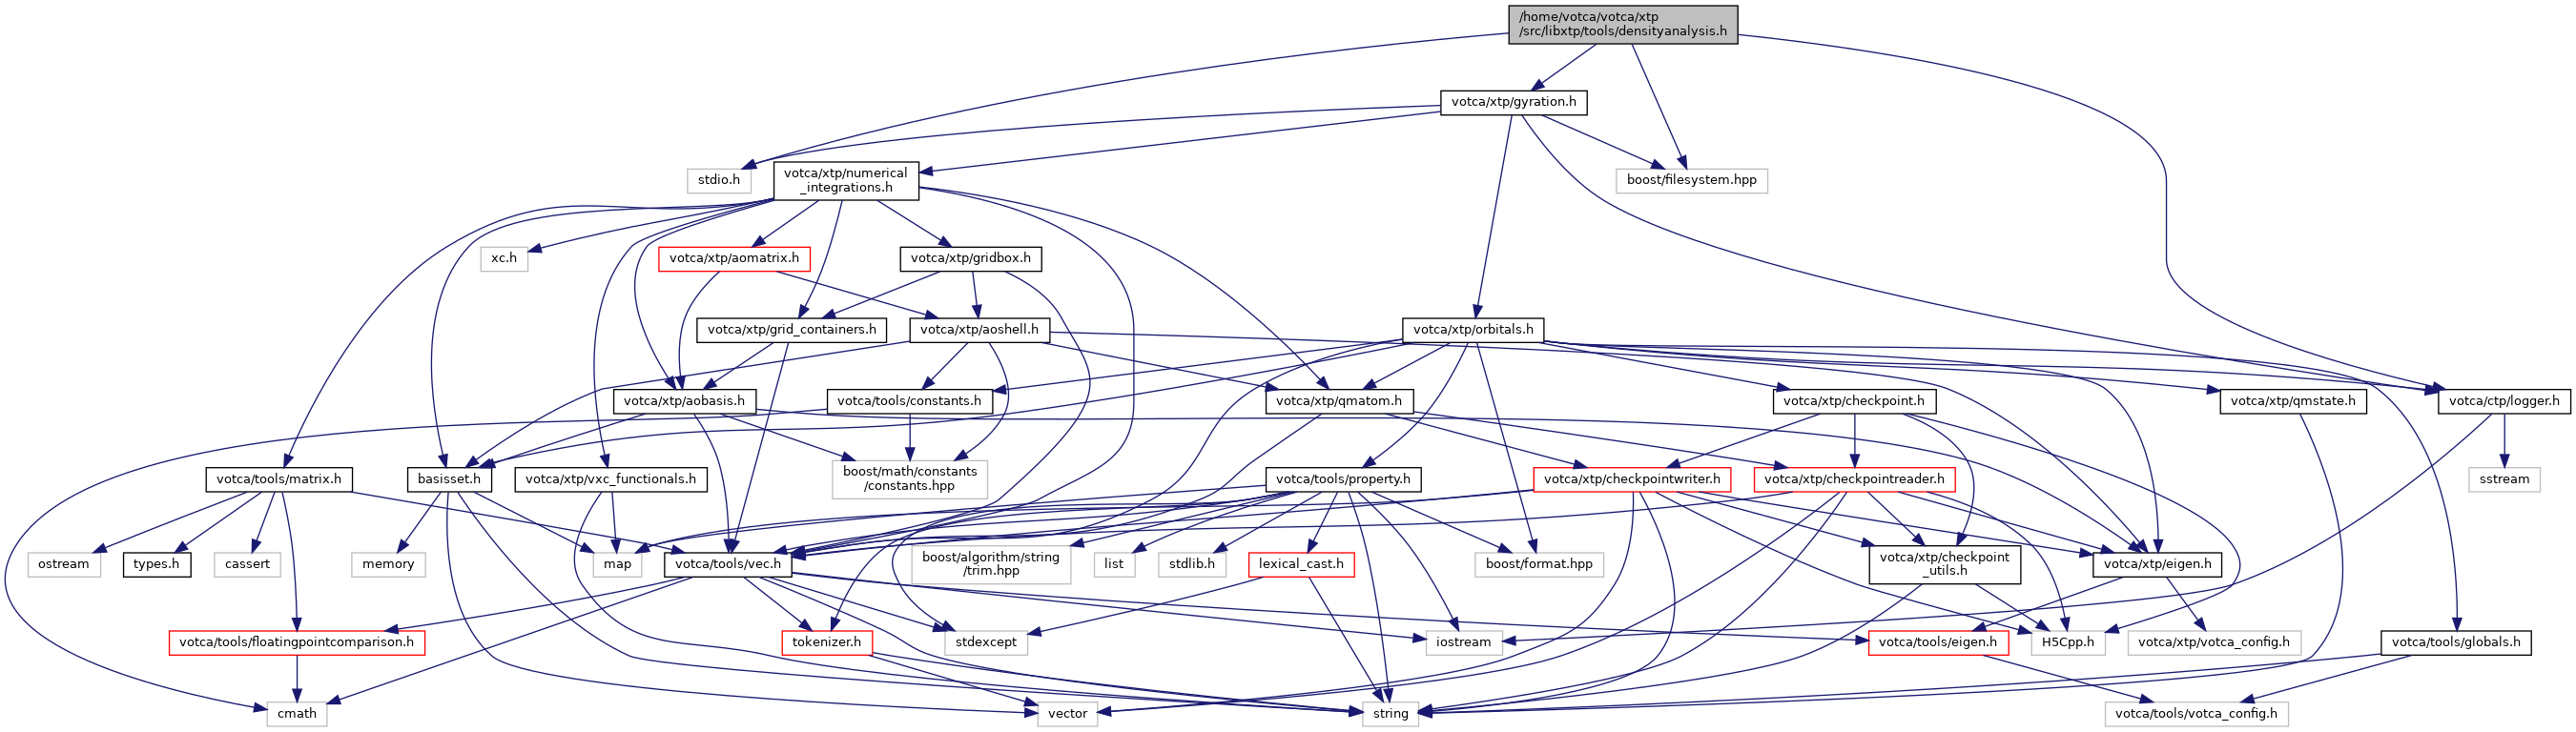 /home/votca/votca/xtp
/src/libxtp/tools/densityanalysis.h
votca/xtp/gyration.h
stdio.h
votca/xtp/numerical
_integrations.h
boost/filesystem.hpp
xc.h
votca/xtp/aomatrix.h
votca/xtp/gridbox.h
votca/xtp/grid_containers.h
votca/xtp/aoshell.h
votca/xtp/orbitals.h
votca/xtp/aobasis.h
votca/tools/constants.h
votca/xtp/qmatom.h
votca/xtp/checkpoint.h
votca/xtp/qmstate.h
votca/ctp/logger.h
votca/tools/matrix.h
basisset.h
votca/xtp/vxc_functionals.h
boost/math/constants
/constants.hpp
votca/tools/property.h
votca/xtp/checkpointwriter.h
votca/xtp/checkpointreader.h
sstream
ostream
types.h
cassert
memory
map
votca/tools/vec.h
boost/algorithm/string
/trim.hpp
list
stdlib.h
lexical_cast.h
boost/format.hpp
votca/xtp/checkpoint
_utils.h
votca/xtp/eigen.h
votca/tools/floatingpointcomparison.h
tokenizer.h
stdexcept
iostream
votca/tools/eigen.h
H5Cpp.h
votca/xtp/votca_config.h
votca/tools/globals.h
cmath
vector
string
votca/tools/votca_config.h